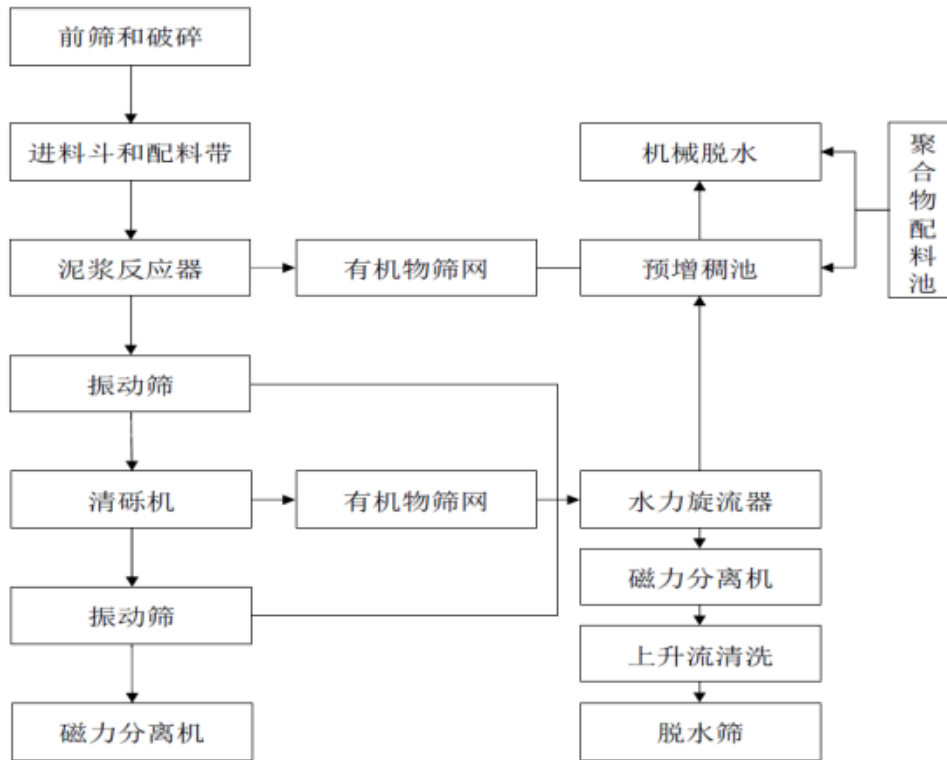 前筛和破碎
进料斗和配料带
机械脱水
聚合物配料池
泥浆反应器
有机物筛网
预增稠池
振动筛
清砾机
有机物筛网
水力旋流器
磁力分离机
振动筛
上升流清洗
磁力分离机
脱水筛